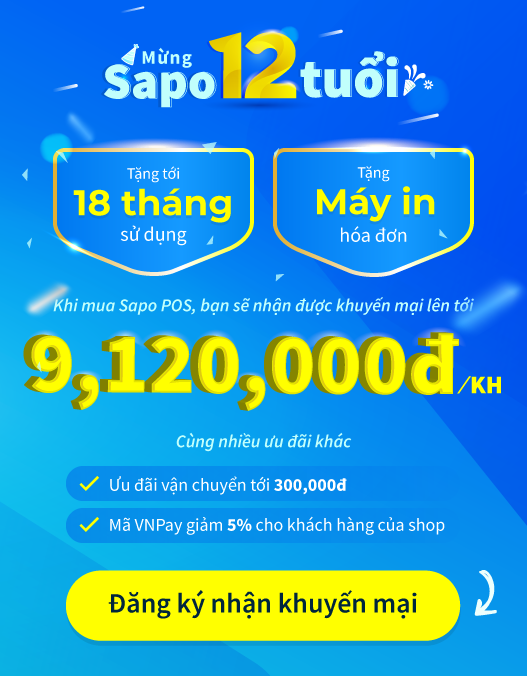 Mừng
Sapo 12 tuổi
Tặng tới
18 tháng
sử dụng
Tặng
Máy in
hóa đơn
Khi mua Sapo POS, bạn sẽ nhận được khuyến mại lên tới
9,120,000đ/KH
Cùng nhiều ưu đãi khác
Ưu đãi vận chuyển tới 300,000đ
Mã VNPay giảm 5% cho khách hàng của shop
Đăng ký nhận khuyến mại